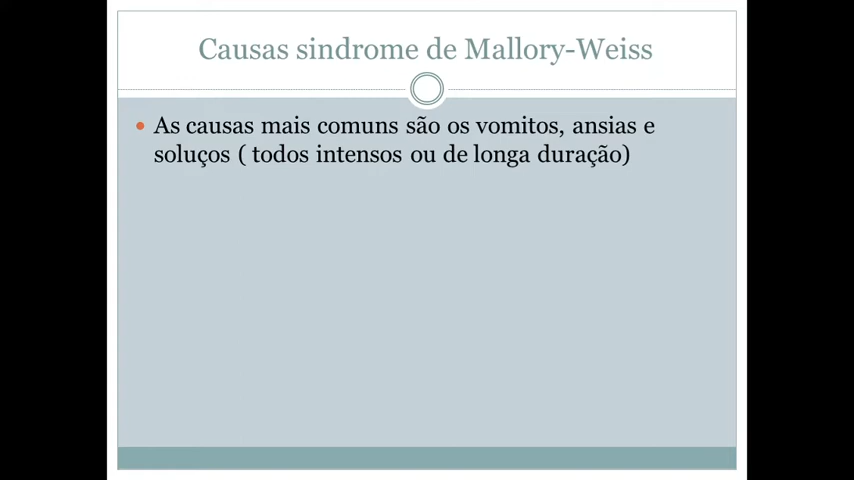 Causas sindrome de Mallory-Weiss
As causas mais comuns são os vomitos, ansias e
soluços ( todos intensos ou de longa duração)